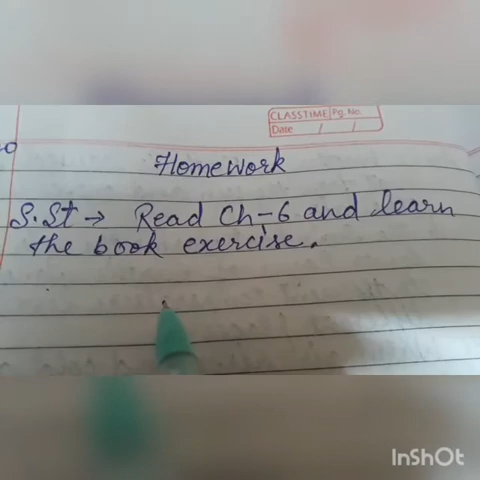 CLASSTIME Pg. No.
Date / /
Homework
S.St → Read Ch-6 and learn
the book exercise.
InShOt